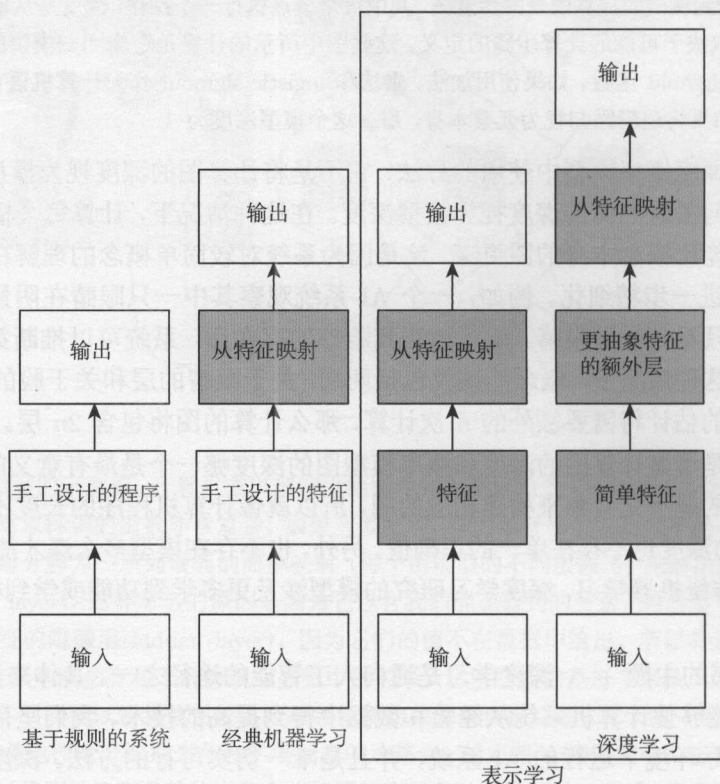 输出
从特征映射
更抽象特征
的额外层
简单特征
输人
输出
从特征映射
特征
输人
输出
从特征映射
手工设计的特征
输人
输出
手工设计的程序
输人
基于规则的系统
经典机器学习
深度学习
表示学习